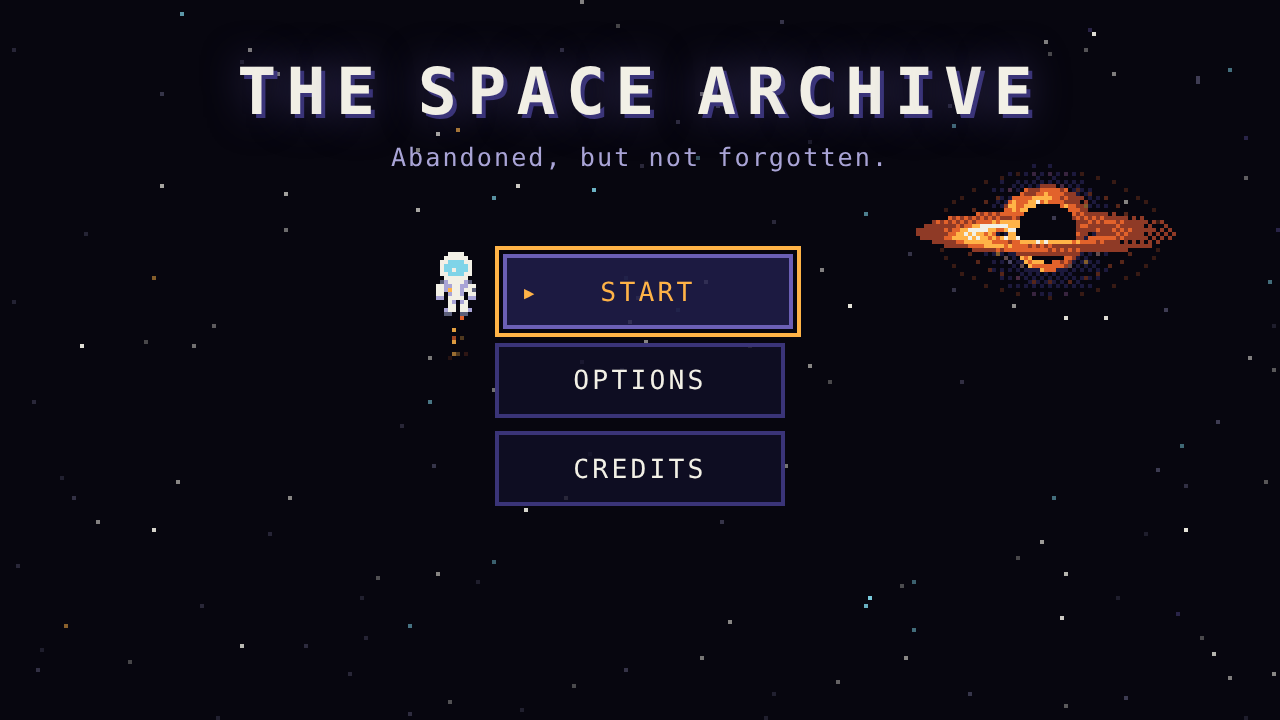 THE SPACE ARCHIVE
Abandoned, but not forgotten.
▶ START
OPTIONS
CREDITS